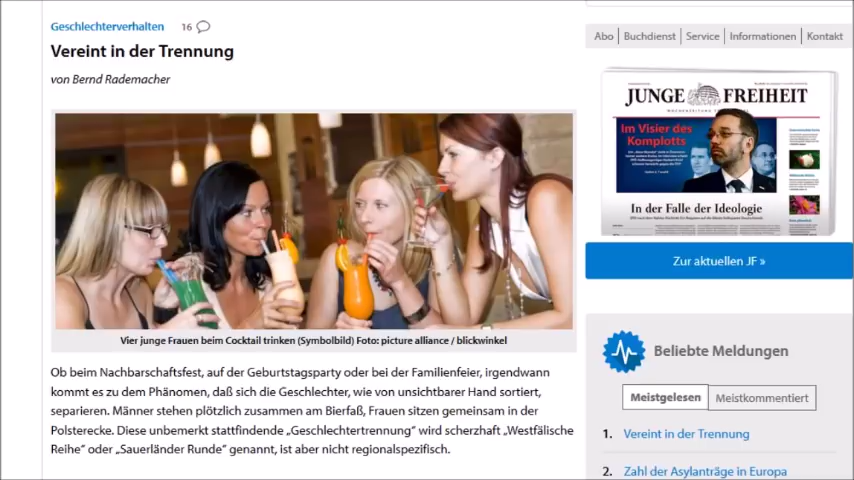 Geschlechterverhalten 16
Vereint in der Trennung
von Bernd Rademacher
Vier junge Frauen beim Cocktail trinken (Symbolbild) Foto: picture alliance / blickwinkel
Ob beim Nachbarschaftsfest, auf der Geburtstagsparty oder bei der Familienfeier, irgendwann
kommt es zu dem Phänomen, daß sich die Geschlechter, wie von unsichtbarer Hand sortiert,
separieren. Männer stehen plötzlich zusammen am Bierfaß, Frauen sitzen gemeinsam in der
Polsterecke. Diese unbemerkt stattfindende „Geschlechtertrennung“ wird scherzhaft „Westfälische
Reihe“ oder „Sauerländer Runde“ genannt, ist aber nicht regionalspezifisch.
Abo Buchdienst Service Informationen Kontakt
JUNGE FREIHEIT
Im Visier des
Komplotts
In der Falle der Ideologie
Zur aktuellen JF »
Beliebte Meldungen
Meistgelesen Meistkommentiert
1. Vereint in der Trennung
2. Zahl der Asylanträge in Europa